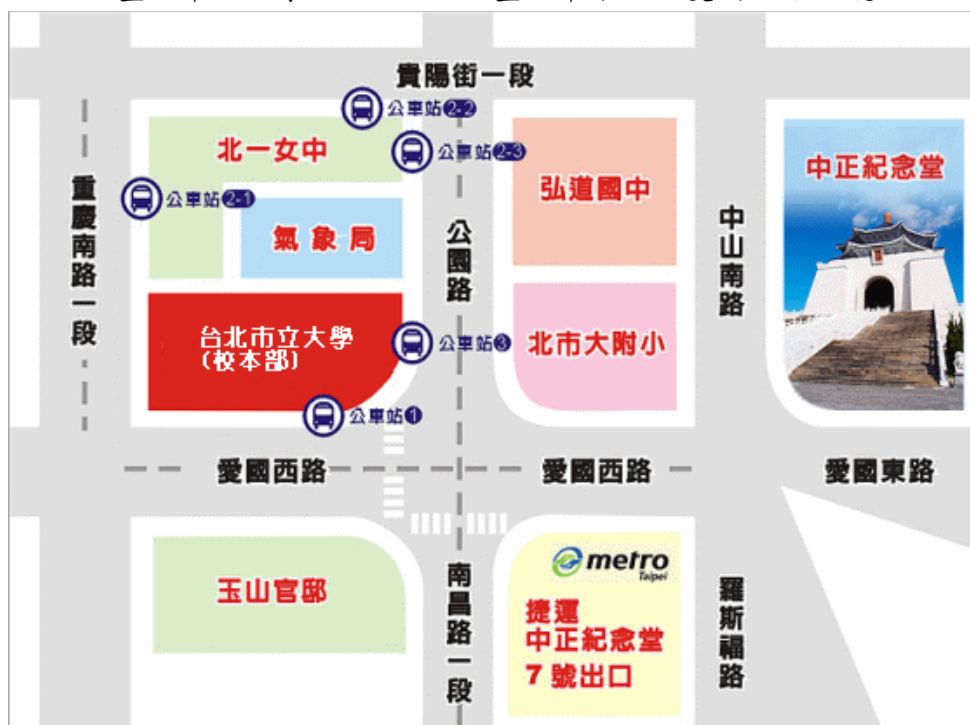 貴陽街一段
公車站2-2
北一女中
公車站2-3
弘道國中
中正紀念堂
公車站2-1
氣象局
重慶南路一段
公園路
中山南路
台北市立大學
(校本部)
公車站3
北市大附小
公車站1
愛國西路
愛國西路
愛國東路
玉山官邸
南昌路一段
metro
Taipei
捷運
中正紀念堂
7號出口
羅斯福路